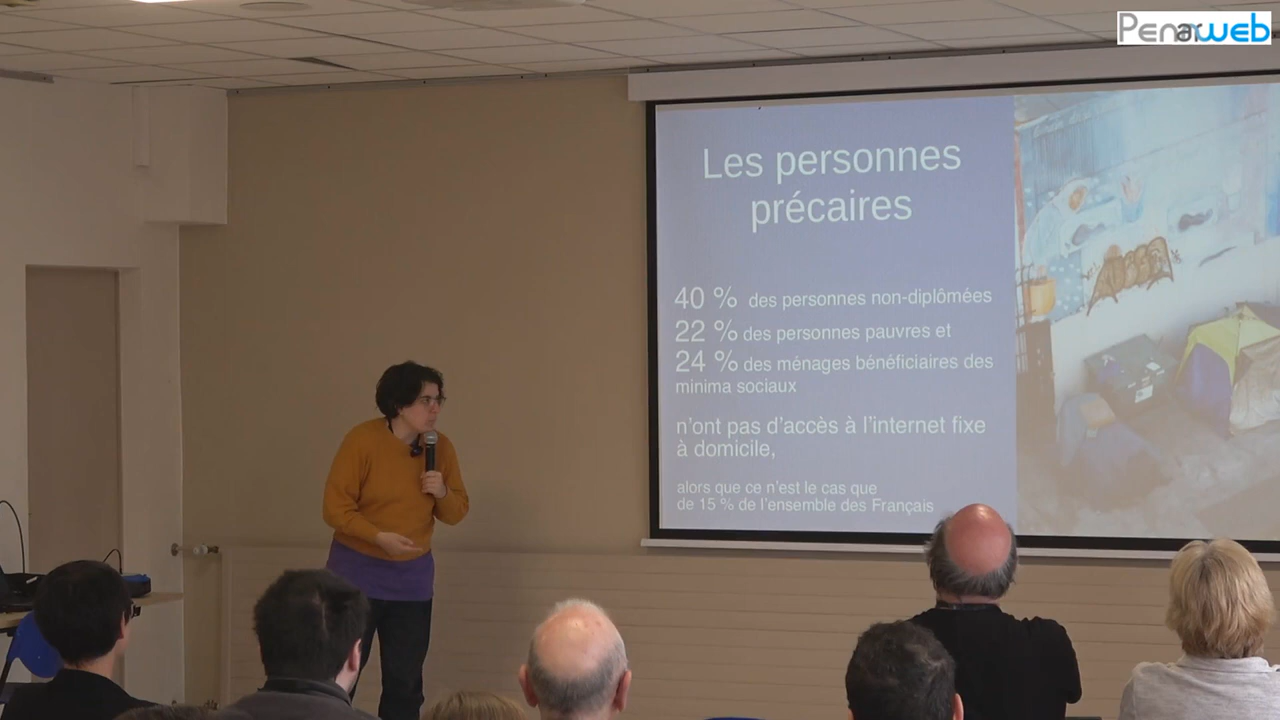 Penarweb
Les personnes
précaires
40 % des personnes non-diplômées
22 % des personnes pauvres et
24 % des ménages bénéficiaires des
minima sociaux
n'ont pas d'accès à l'internet fixe
à domicile,
alors que ce n'est le cas que
de 15 % de l'ensemble des Français